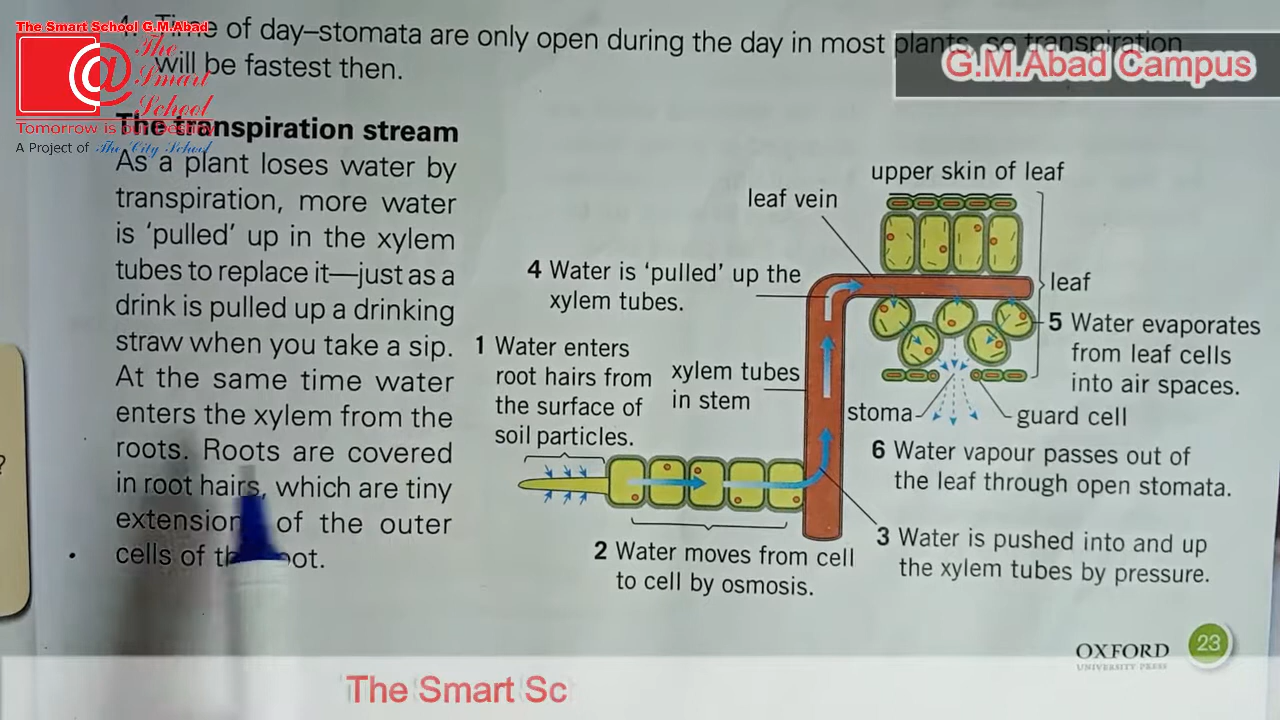 The Smart School G.M.Abad
The
Smart
School
Tomorrow is our Destiny
A Project of The City School
G.M.Abad Campus
4. Time of day–stomata are only open during the day in most plants, so transpiration
will be fastest then.
The transpiration stream
As a plant loses water by
transpiration, more water
is ‘pulled’ up in the xylem
tubes to replace it—just as a
drink is pulled up a drinking
straw when you take a sip.
At the same time water
enters the xylem from the
roots. Roots are covered
in root hairs, which are tiny
extension of the outer
cells of the root.
upper skin of leaf
leaf vein
leaf
4 Water is ‘pulled’ up the
xylem tubes.
5 Water evaporates
from leaf cells
into air spaces.
1 Water enters
root hairs from
the surface of
soil particles.
xylem tubes
in stem
stoma
guard cell
6 Water vapour passes out of
the leaf through open stomata.
3 Water is pushed into and up
the xylem tubes by pressure.
2 Water moves from cell
to cell by osmosis.
?
OXFORD
UNIVERSITY PRESS
23
The Smart Sc